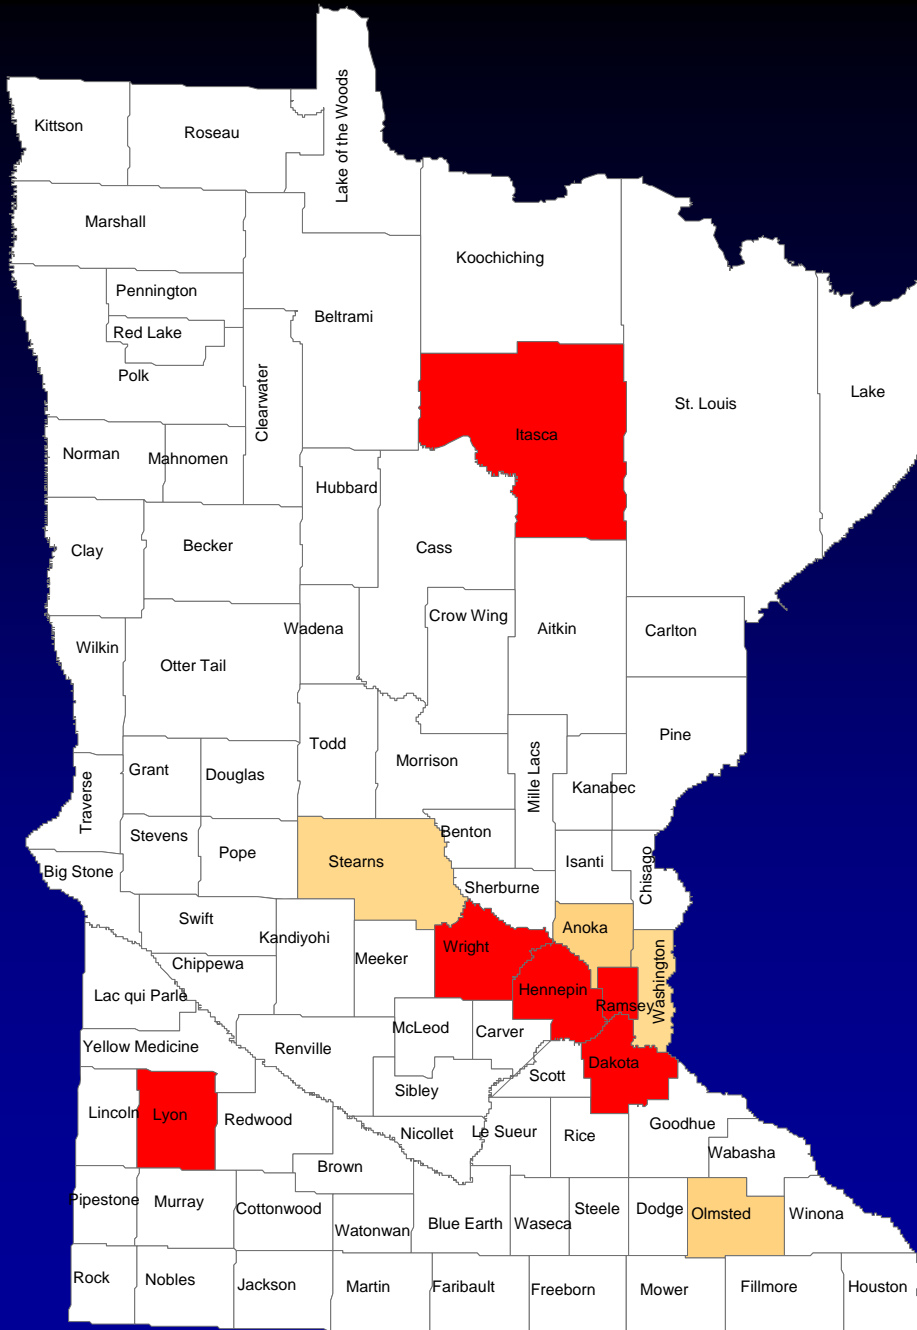 Kittson
Roseau
Lake of the Woods
Marshall
Koochiching
Pennington
Beltrami
Red Lake
Polk
Clearwater
St. Louis
Lake
Itasca
Norman
Mahnomen
Hubbard
Clay
Becker
Cass
Crow Wing
Wadena
Aitkin
Carlton
Wilkin
Otter Tail
Todd
Pine
Morrison
Grant
Douglas
Mille Lacs
Kanabec
Traverse
Stevens
Benton
Pope
Stearns
Isanti
Chisago
Big Stone
Sherburne
Swift
Anoka
Kandiyohi
Wright
Meeker
Washington
Chippewa
Lac qui Parle
Hennepin
Ramsey
McLeod
Carver
Yellow Medicine
Renville
Dakota
Scott
Sibley
Lincoln
Lyon
Redwood
Goodhue
Nicollet
Le Sueur
Rice
Wabasha
Brown
Pipestone
Murray
Cottonwood
Steele
Dodge
Olmsted
Winona
Watonwan
Blue Earth
Waseca
Rock
Nobles
Jackson
Martin
Faribault
Freeborn
Mower
Fillmore
Houston